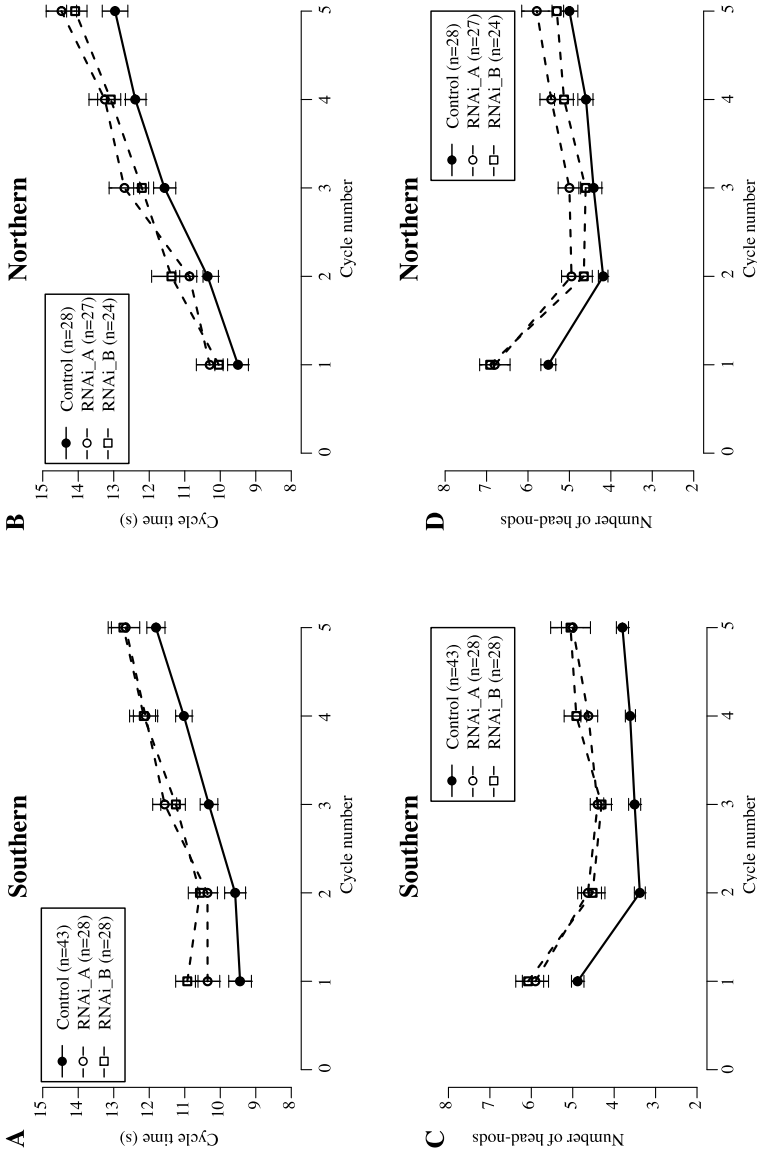 A
Southern
Control (n=43)
RNAi_A (n=28)
RNAi_B (n=28)
15
14
13
12
11
10
9
8
Cycle time (s)
0
1
2
3
4
5
Cycle number
B
Northern
Control (n=28)
RNAi_A (n=27)
RNAi_B (n=24)
15
14
13
12
11
10
9
8
Cycle time (s)
0
1
2
3
4
5
Cycle number
C
Southern
Control (n=43)
RNAi_A (n=28)
RNAi_B (n=28)
8
7
6
5
4
3
2
Number of head-nods
0
1
2
3
4
5
Cycle number
D
Northern
Control (n=28)
RNAi_A (n=27)
RNAi_B (n=24)
8
7
6
5
4
3
2
Number of head-nods
0
1
2
3
4
5
Cycle number